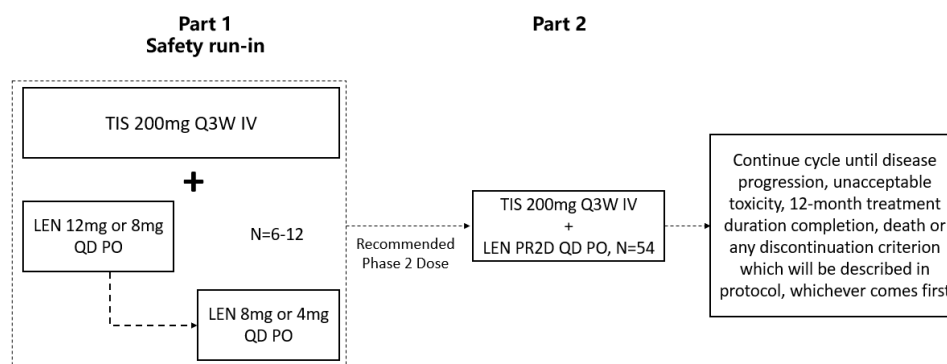 Part 1
Safety run-in
Part 2
TIS 200mg Q3W IV
+
LEN 12mg or 8mg
QD PO
N=6-12
LEN 8mg or 4mg
QD PO
Recommended
Phase 2 Dose
TIS 200mg Q3W IV
+
LEN PR2D QD PO, N=54
Continue cycle until disease
progression, unacceptable
toxicity, 12-month treatment
duration completion, death or
any discontinuation criterion
which will be described in
protocol, whichever comes first